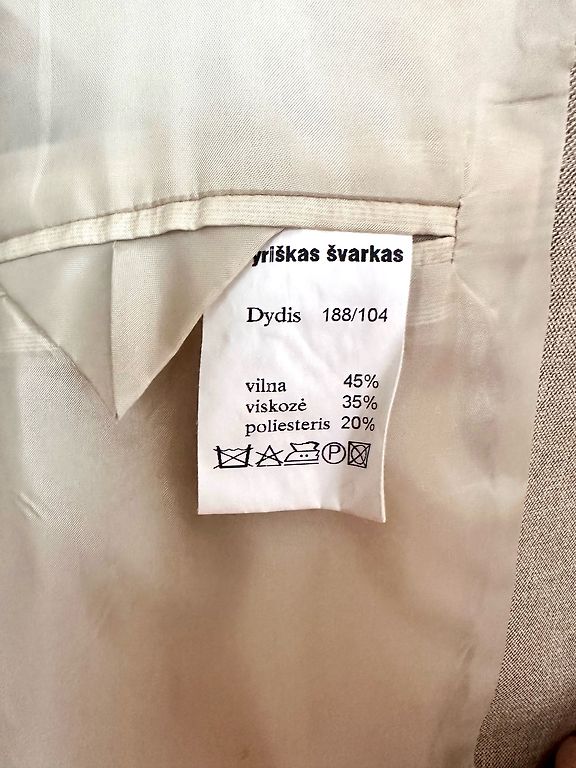 yriškas švarkas
Dydis 188/104
vilna 45%
viskozė 35%
poliesteris 20%
P